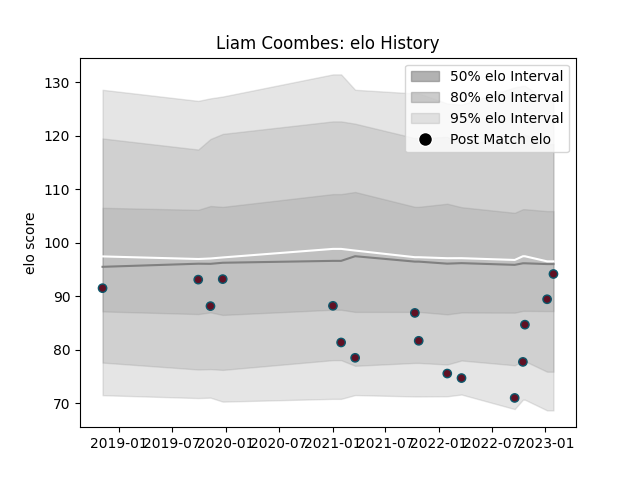 Liam Coombes: elo History
50% elo Interval
80% elo Interval
95% elo Interval
Post Match elo
elo score
130
120
110
100
90
80
70
2019-01 2019-07 2020-01 2020-07 2021-01 2021-07 2022-01 2022-07 2023-01